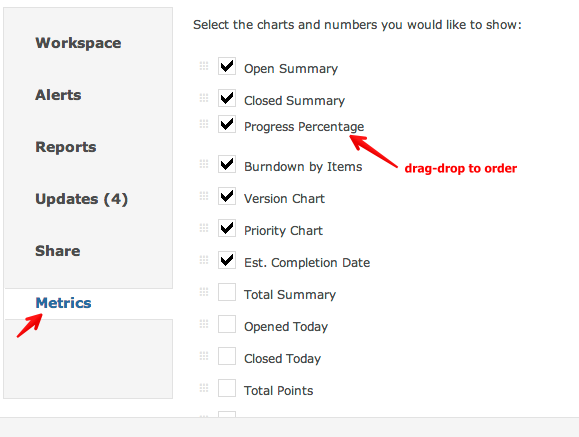 Select the charts and numbers you would like to show:
Workspace
Alerts
Reports
Updates (4)
Share
Metrics
Open Summary
Closed Summary
Progress Percentage
drag-drop to order
Burndown by Items
Version Chart
Priority Chart
Est. Completion Date
Total Summary
Opened Today
Closed Today
Total Points